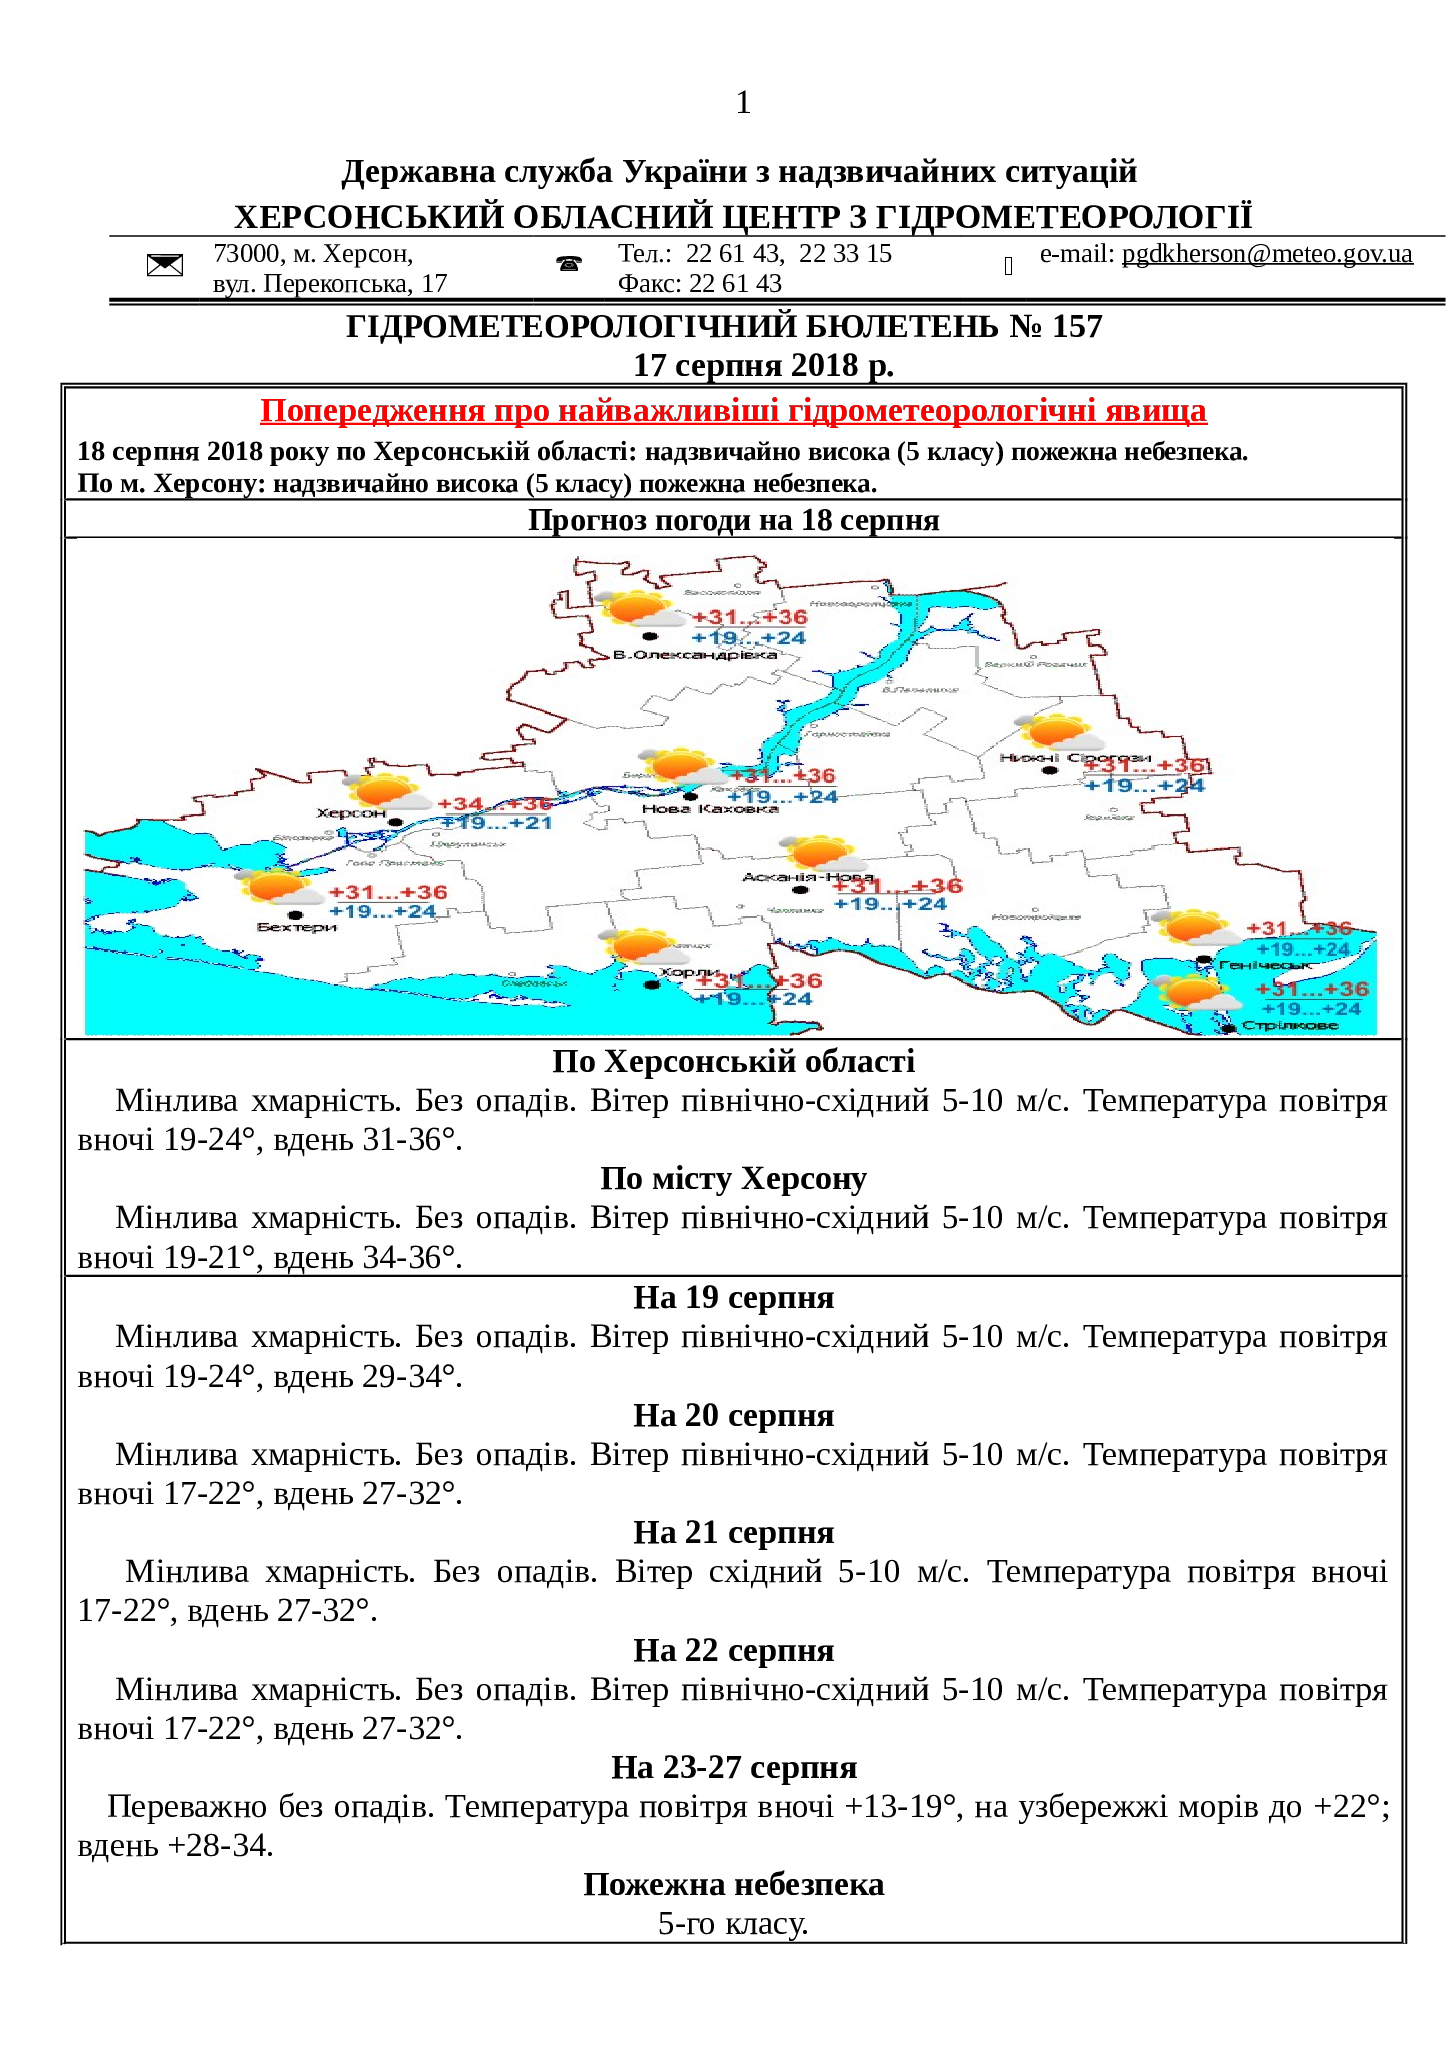 1
Державна служба України з надзвичайних ситуацій
ХЕРСОНСЬКИЙ ОБЛАСНИЙ ЦЕНТР З ГІДРОМЕТЕОРОЛОГІЇ
73000, м. Херсон,
вул. Перекопська, 17
Тел.: 22 61 43, 22 33 15
Факс: 22 61 43
e-mail: pgdkherson@meteo.gov.ua
ГІДРОМЕТЕОРОЛОГІЧНИЙ БЮЛЕТЕНЬ № 157
17 серпня 2018 р.
Попередження про найважливіші гідрометеорологічні явища
18 серпня 2018 року по Херсонській області: надзвичайно висока (5 класу) пожежна небезпека.
По м. Херсону: надзвичайно висока (5 класу) пожежна небезпека.
Прогноз погоди на 18 серпня
+31...+36
+19...+24
В.Олександрівка
Нижні Сірогози
+31...+36
+19...+24
+31...+36
+19...+24
Нова Каховка
Херсон
+34...+36
+19...+21
Асканія-Нова
+31...+36
+19...+24
+31...+36
+19...+24
Бехтери
+31...+36
+19...+24
Генічеськ
Хорли
+31...+36
+19...+24
+31...+36
+19...+24
Стрілкове
По Херсонській області
Мінлива хмарність. Без опадів. Вітер північно-східний 5-10 м/с. Температура повітря
вночі 19-24°, вдень 31-36°.
По місту Херсону
Мінлива хмарність. Без опадів. Вітер північно-східний 5-10 м/с. Температура повітря
вночі 19-21°, вдень 34-36°.
На 19 серпня
Мінлива хмарність. Без опадів. Вітер північно-східний 5-10 м/с. Температура повітря
вночі 19-24°, вдень 29-34°.
На 20 серпня
Мінлива хмарність. Без опадів. Вітер північно-східний 5-10 м/с. Температура повітря
вночі 17-22°, вдень 27-32°.
На 21 серпня
Мінлива хмарність. Без опадів. Вітер східний 5-10 м/с. Температура повітря вночі
17-22°, вдень 27-32°.
На 22 серпня
Мінлива хмарність. Без опадів. Вітер північно-східний 5-10 м/с. Температура повітря
вночі 17-22°, вдень 27-32°.
На 23-27 серпня
Переважно без опадів. Температура повітря вночі +13-19°, на узбережжі морів до +22°;
вдень +28-34.
Пожежна небезпека
5-го класу.